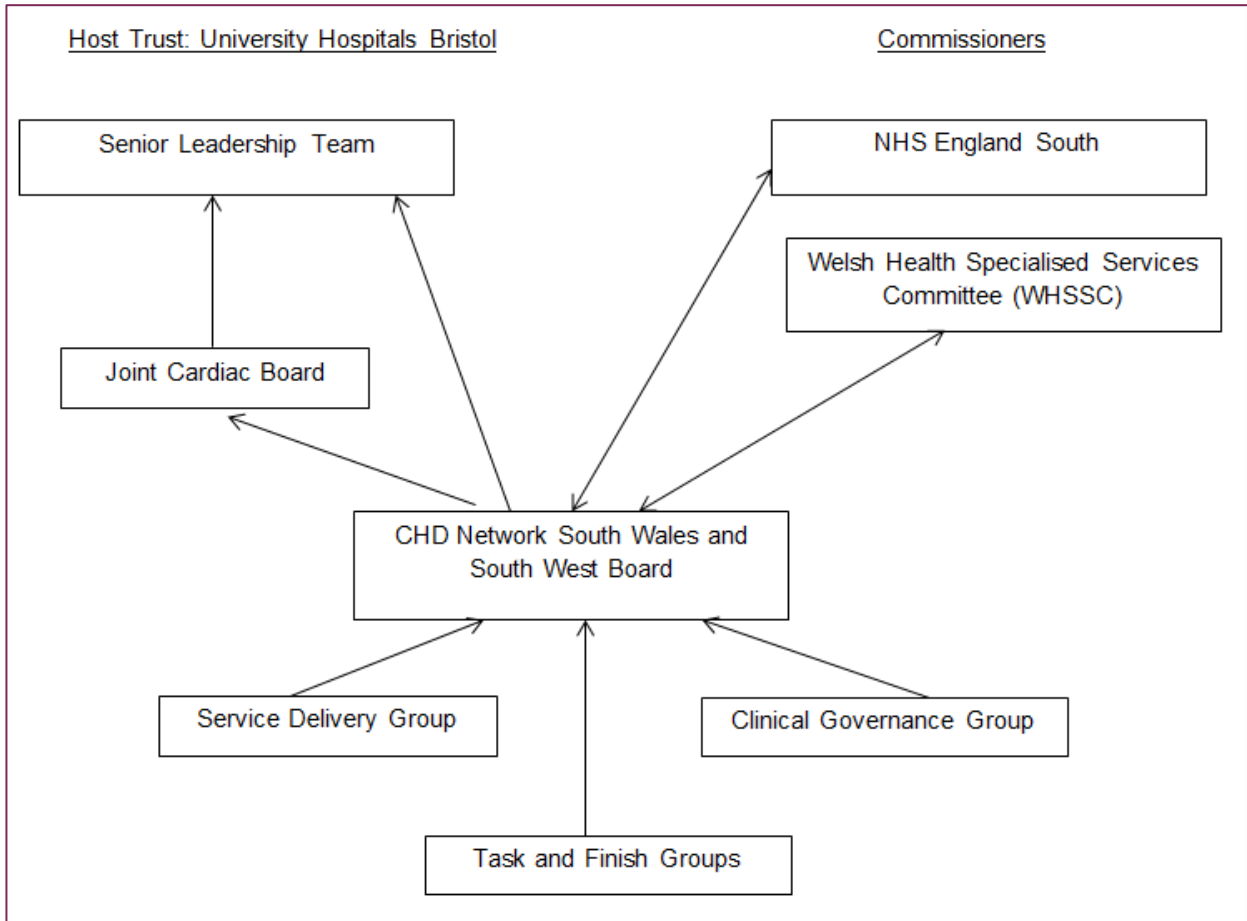 Host Trust: University Hospitals Bristol
Commissioners
Senior Leadership Team
NHS England South
Welsh Health Specialised Services
Committee (WHSSC)
Joint Cardiac Board
CHD Network South Wales and
South West Board
Service Delivery Group
Clinical Governance Group
Task and Finish Groups